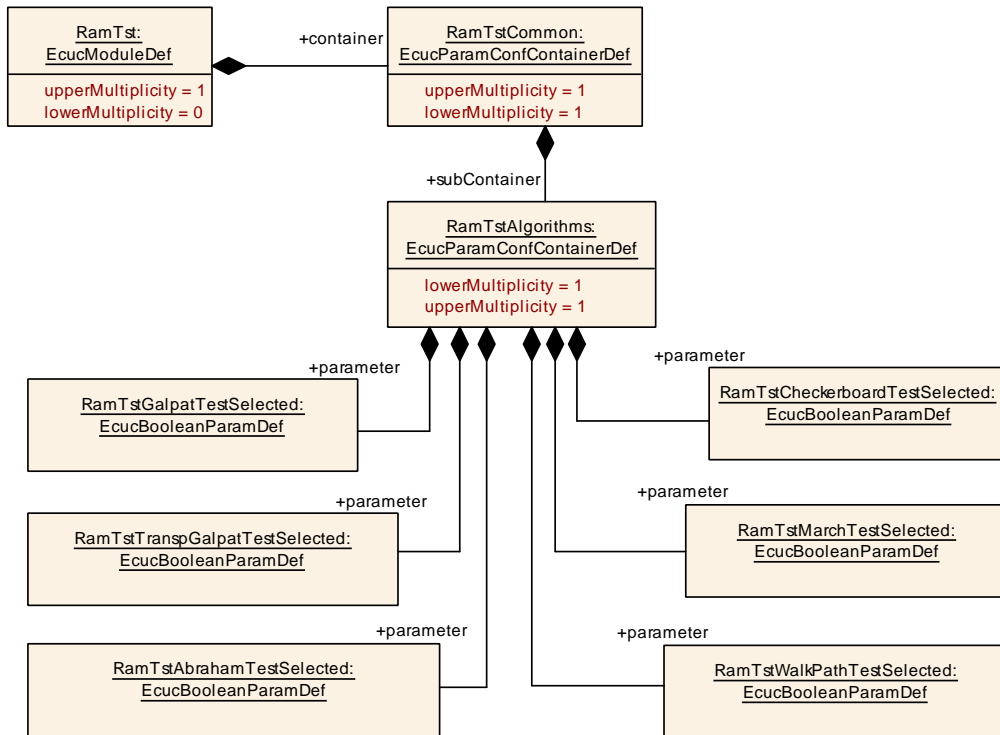 RamTst:
EcucModuleDef
upperMultiplicity = 1
lowerMultiplicity = 0
+container
RamTstCommon:
EcucParamConfContainerDef
upperMultiplicity = 1
lowerMultiplicity = 1
+subContainer
RamTstAlgorithms:
EcucParamConfContainerDef
lowerMultiplicity = 1
upperMultiplicity = 1
+parameter
RamTstGalpatTestSelected:
EcucBooleanParamDef
+parameter
RamTstCheckerboardTestSelected:
EcucBooleanParamDef
+parameter
RamTstTranspGalpatTestSelected:
EcucBooleanParamDef
+parameter
RamTstMarchTestSelected:
EcucBooleanParamDef
+parameter
RamTstAbrahamTestSelected:
EcucBooleanParamDef
+parameter
RamTstWalkPathTestSelected:
EcucBooleanParamDef